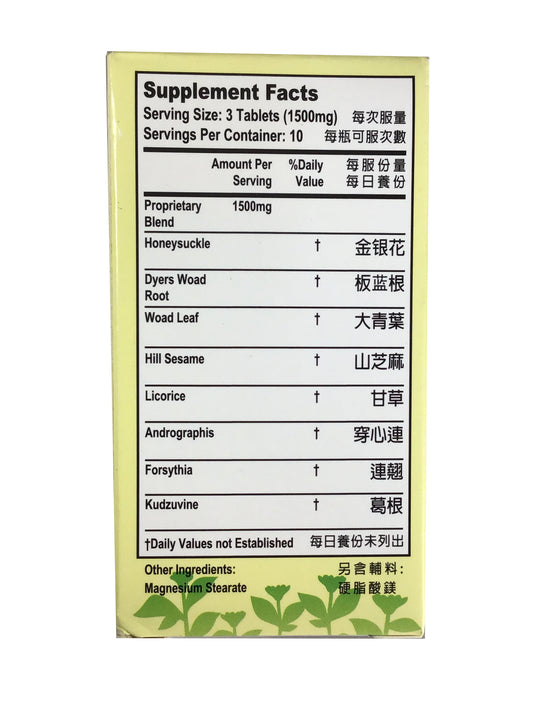 Supplement Facts
Serving Size: 3 Tablets (1500mg) 每次服量
Servings Per Container: 10 每瓶可服次數
Amount Per %Daily 每服份量
Serving Value 每日養份
Proprietary 1500mg
Blend
Honeysuckle † 金银花
Dyers Woad † 板蓝根
Root
Woad Leaf † 大青葉
Hill Sesame † 山芝麻
Licorice † 甘草
Andrographis † 穿心連
Forsythia † 連翹
Kudzuvine † 葛根
†Daily Values not Established 每日養份未列出
Other Ingredients: 另含輔料:
Magnesium Stearate 硬脂酸鎂